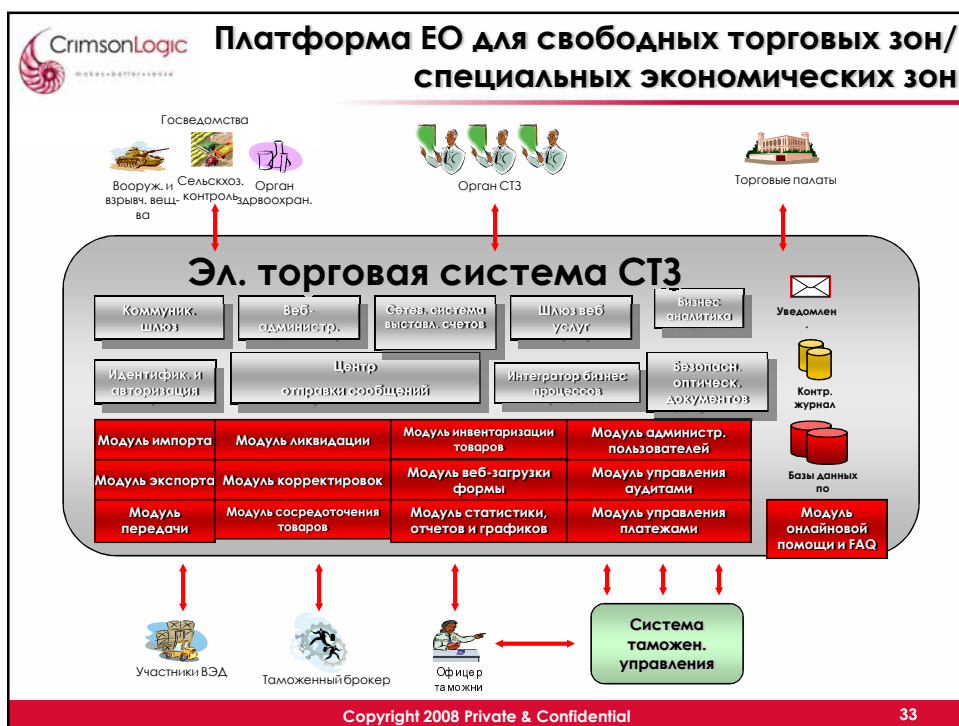 CrimsonLogic
makes•better•sense
Платформа ЕО для свободных торговых зон/
специальных экономических зон
Госведомства
Вооруж. и
взрывч. вещ-
ва
Сельскхоз.
контроль
Орган
здрвоохран.
Орган СТЗ
Торговые палаты
Эл. торговая система СТЗ
Коммуник.
шлюз
Веб-
администр.
Сетев. система
выставл. счетов
Шлюз веб
услуг
Бизнес
аналитика
Уведомлен
.
Идентифик. и
авторизация
Центр
отправки сообщений
Интегратор бизнес
процессов
Безопасн.
оптическ.
документов
Контр.
журнал
Модуль импорта
Модуль ликвидации
Модуль инвентаризации
товаров
Модуль администр.
пользователей
Базы данных
по
Модуль экспорта
Модуль корректировок
Модуль веб-загрузки
формы
Модуль управления
аудитами
Модуль
передачи
Модуль сосредоточения
товаров
Модуль статистики,
отчетов и графиков
Модуль управления
платежами
Модуль
онлайновой
помощи и FAQ
Участники ВЭД
Таможенный брокер
Офицер
таможни
Система
таможен.
управления
Copyright 2008 Private & Confidential
33